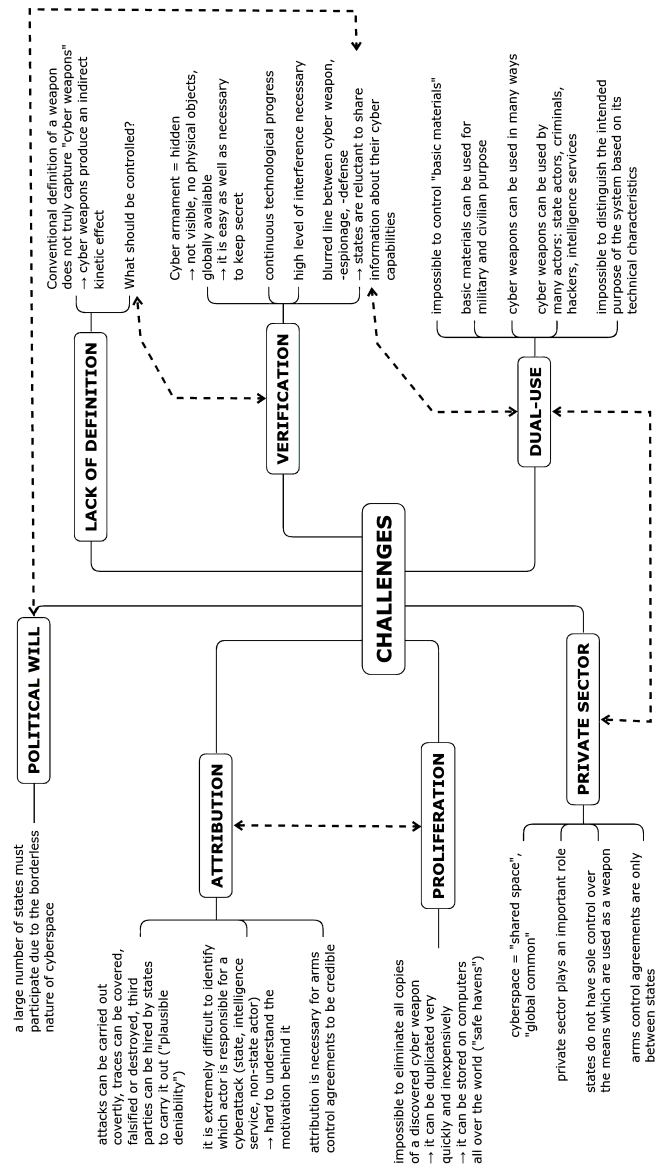 POLITICAL WILL
a large number of states must
participate due to the borderless
nature of cyberspace
ATTRIBUTION
attacks can be carried out
covertly, traces can be covered,
falsified or destroyed, third
parties can be hired by states
to carry it out ("plausible
deniability")
it is extremely difficult to identify
which actor is responsible for a
cyberattack (state, intelligence
service, non-state actor)
→ hard to understand the
motivation behind it
attribution is necessary for arms
control agreements to be credible
PROLIFERATION
impossible to eliminate all copies
of a discovered cyber weapon
→ it can be duplicated very
quickly and inexpensively
→ it can be stored on computers
all over the world ("safe havens")
PRIVATE SECTOR
cyberspace = "shared space",
"global common"
private sector plays an important role
states do not have sole control over
the means which are used as a weapon
arms control agreements are only
between states
CHALLENGES
LACK OF DEFINITION
Conventional definition of a weapon
does not truly capture "cyber weapons"
→ cyber weapons produce an indirect
kinetic effect
What should be controlled?
VERIFICATION
Cyber armament = hidden
→ not visible, no physical objects,
globally available
→ it is easy as well as necessary
to keep secret
continuous technological progress
high level of interference necessary
blurred line between cyber weapon,
-espionage, -defense
→ states are reluctant to share
information about their cyber
capabilities
DUAL-USE
impossible to control "basic materials"
basic materials can be used for
military and civilian purpose
cyber weapons can be used in many ways
cyber weapons can be used by
many actors: state actors, criminals,
hackers, intelligence services
impossible to distinguish the intended
purpose of the system based on its
technical characteristics